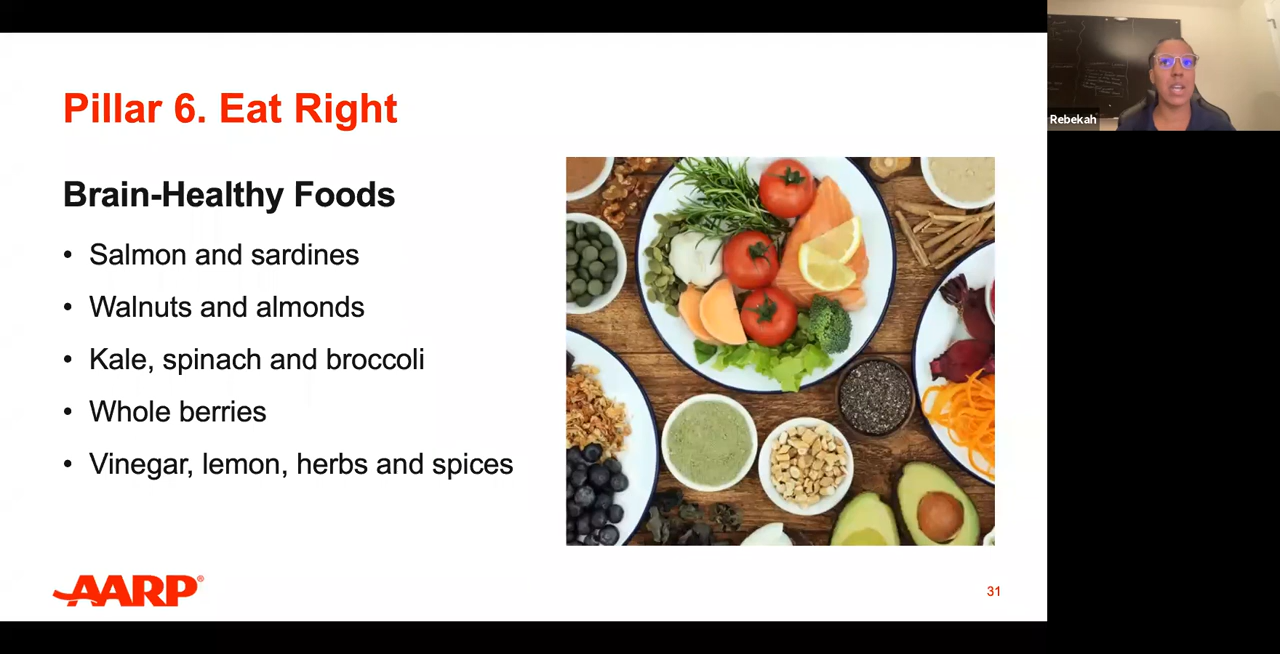 Pillar 6. Eat Right
Brain-Healthy Foods
• Salmon and sardines
• Walnuts and almonds
• Kale, spinach and broccoli
• Whole berries
• Vinegar, lemon, herbs and spices
AARP®
31
Rebekah